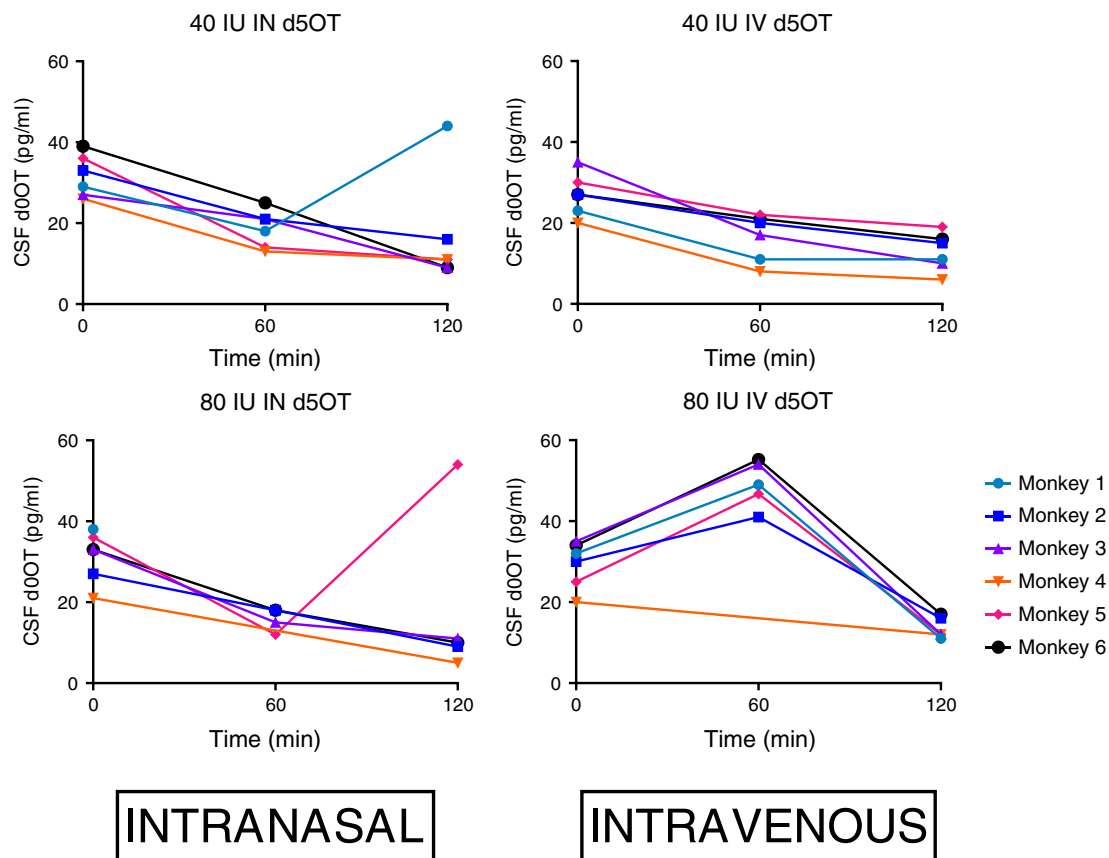 40 IU IN d5OT
CSF d0OT (pg/ml)
60
40
20
0
0 60 120
Time (min)
40 IU IV d5OT
CSF d0OT (pg/ml)
60
40
20
0
0 60 120
Time (min)
80 IU IN d5OT
CSF d0OT (pg/ml)
60
40
20
0
0 60 120
Time (min)
80 IU IV d5OT
CSF d0OT (pg/ml)
60
40
20
0
0 60 120
Time (min)
Monkey 1
Monkey 2
Monkey 3
Monkey 4
Monkey 5
Monkey 6
INTRANASAL
INTRAVENOUS